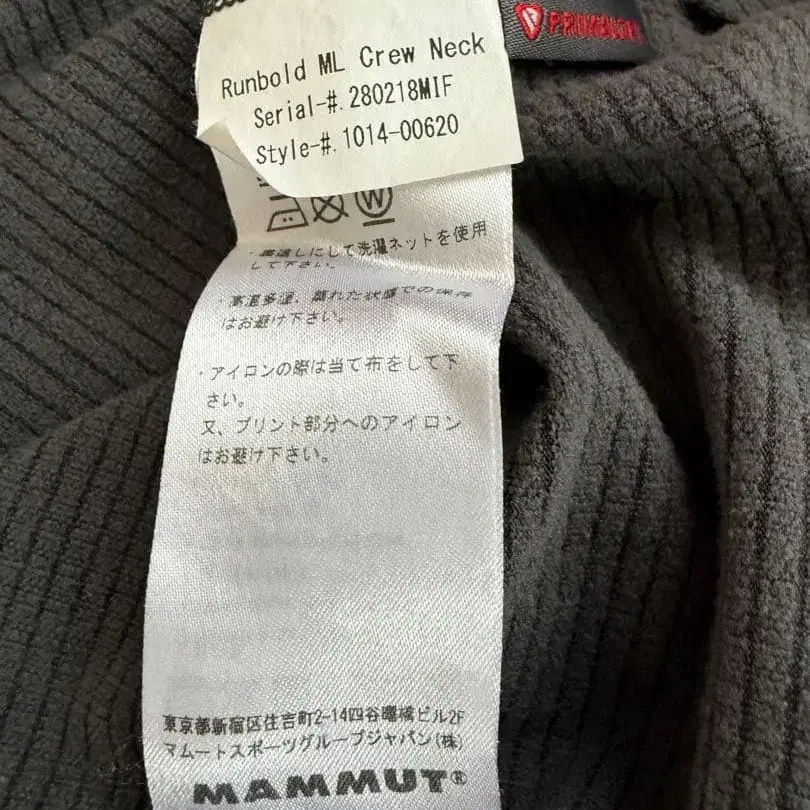 PRIMALOFT
Runbold ML Crew Neck
Serial-#. 280218MIF
Style-#. 1014-00620
W
・裏返しにして洗濯ネットを使用
して下さい。
・高温多湿、濡れた状態での保存
はお避け下さい。
・アイロンの際は当て布をして下
さい。
又、プリント部分へのアイロン
はお避け下さい。
東京都新宿区住吉町2-14四谷曙橋ビル2F
マムートスポーツグループジャパン(株)
MAMMUT®